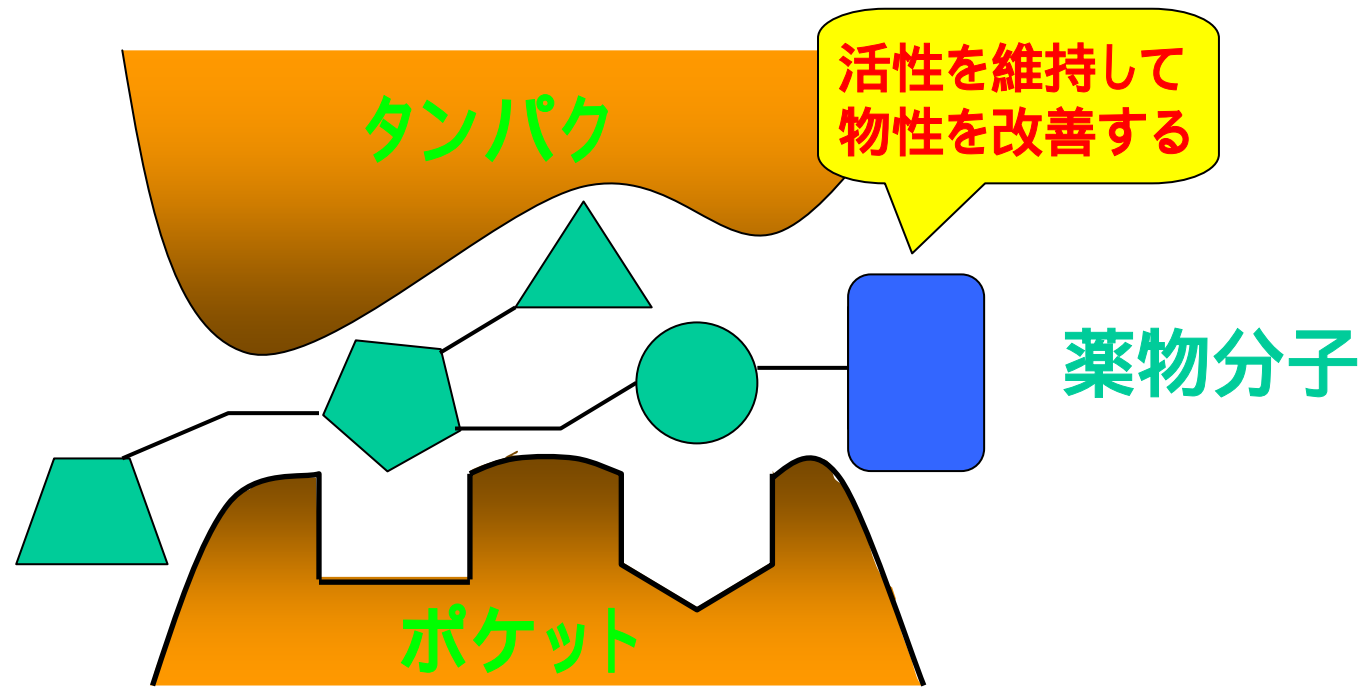 タンパク
活性を維持して
物性を改善する
薬物分子
ポケット